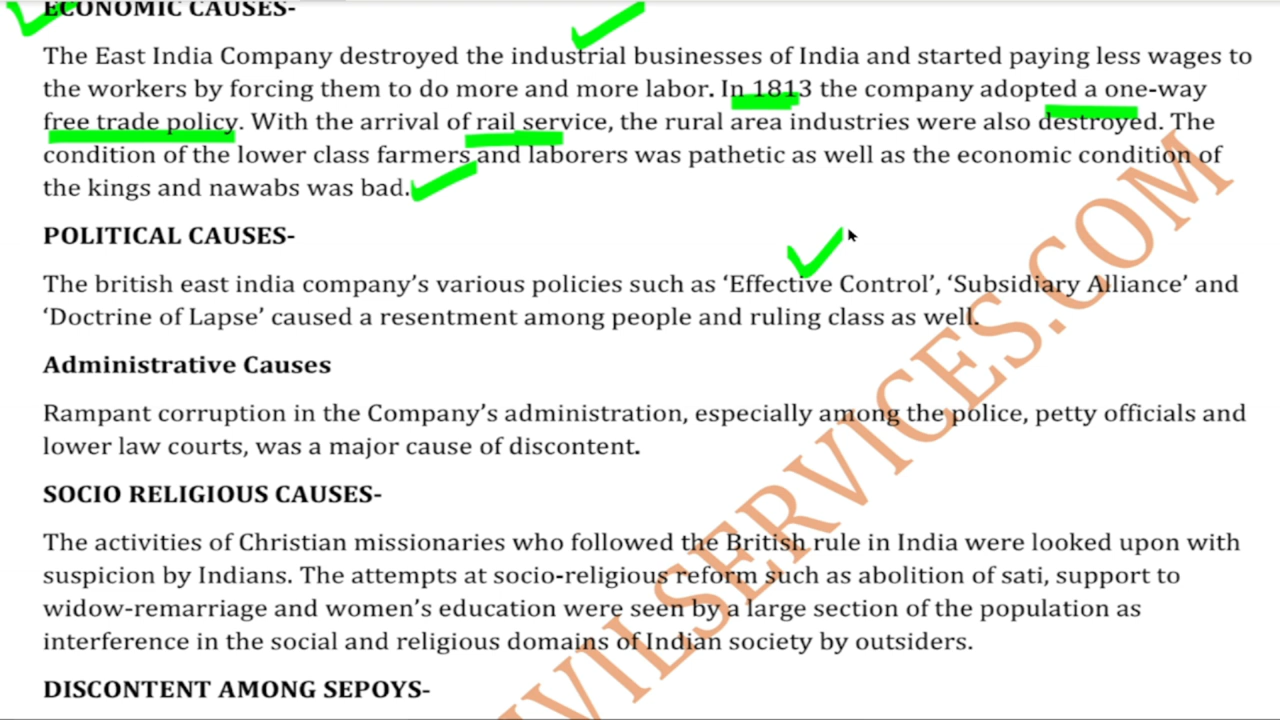 ECONOMIC CAUSES-
The East India Company destroyed the industrial businesses of India and started paying less wages to
the workers by forcing them to do more and more labor. In 1813 the company adopted a one-way
free trade policy. With the arrival of rail service, the rural area industries were also destroyed. The
condition of the lower class farmers and laborers was pathetic as well as the economic condition of
the kings and nawabs was bad.
POLITICAL CAUSES-
The british east india company's various policies such as ‘Effective Control’, ‘Subsidiary Alliance’ and
‘Doctrine of Lapse’ caused a resentment among people and ruling class as well.
Administrative Causes
Rampant corruption in the Company's administration, especially among the police, petty officials and
lower law courts, was a major cause of discontent.
SOCIO RELIGIOUS CAUSES-
The activities of Christian missionaries who followed the British rule in India were looked upon with
suspicion by Indians. The attempts at socio-religious reform such as abolition of sati, support to
widow-remarriage and women's education were seen by a large section of the population as
interference in the social and religious domains of Indian society by outsiders.
DISCONTENT AMONG SEPOYS-
IVILSERVICES.COM